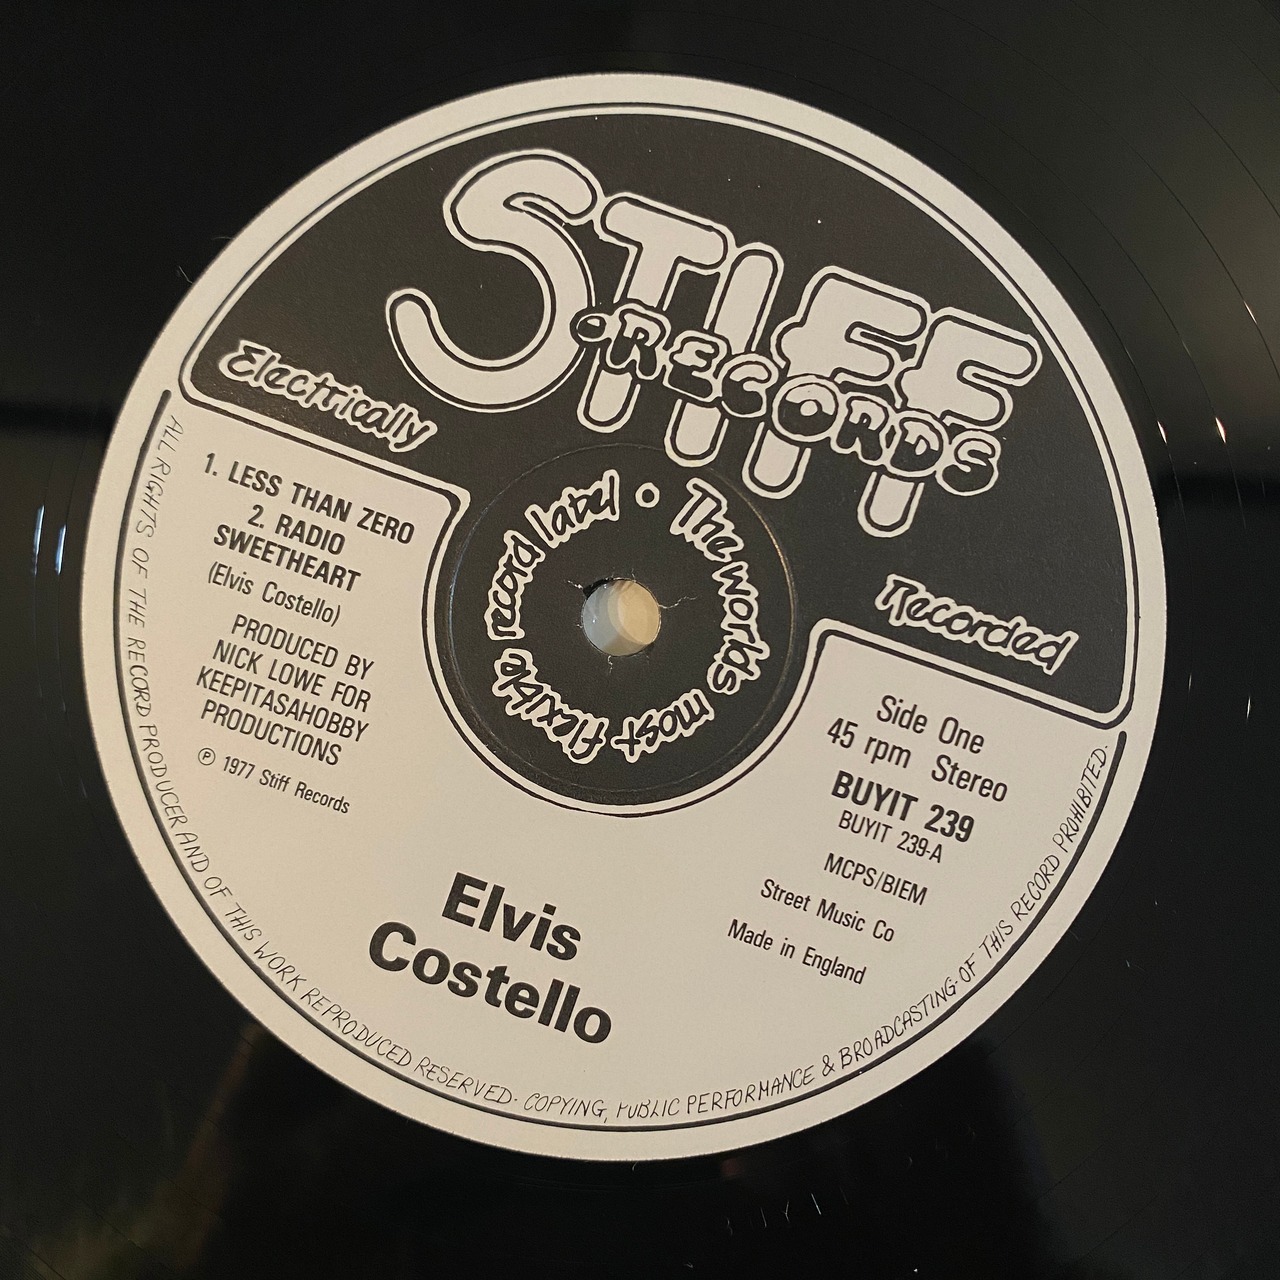 STIFF
·RECORDS
Electrically
Recorded
The worlds most flexible record label
1. LESS THAN ZERO
2. RADIO
SWEETHEART
(Elvis Costello)
PRODUCED BY
NICK LOWE FOR
KEEPITASAHOBBY
PRODUCTIONS
℗ 1977 Stiff Records
Side One
45 rpm Stereo
BUYIT 239
BUYIT 239-A
MCPS/BIEM
Street Music Co
Made in England
Elvis
Costello
ALL RIGHTS OF THE RECORD PRODUCER AND OF THIS WORK REPRODUCED RESERVED. COPYING, PUBLIC PERFORMANCE & BROADCASTING OF THIS RECORD PROHIBITED.